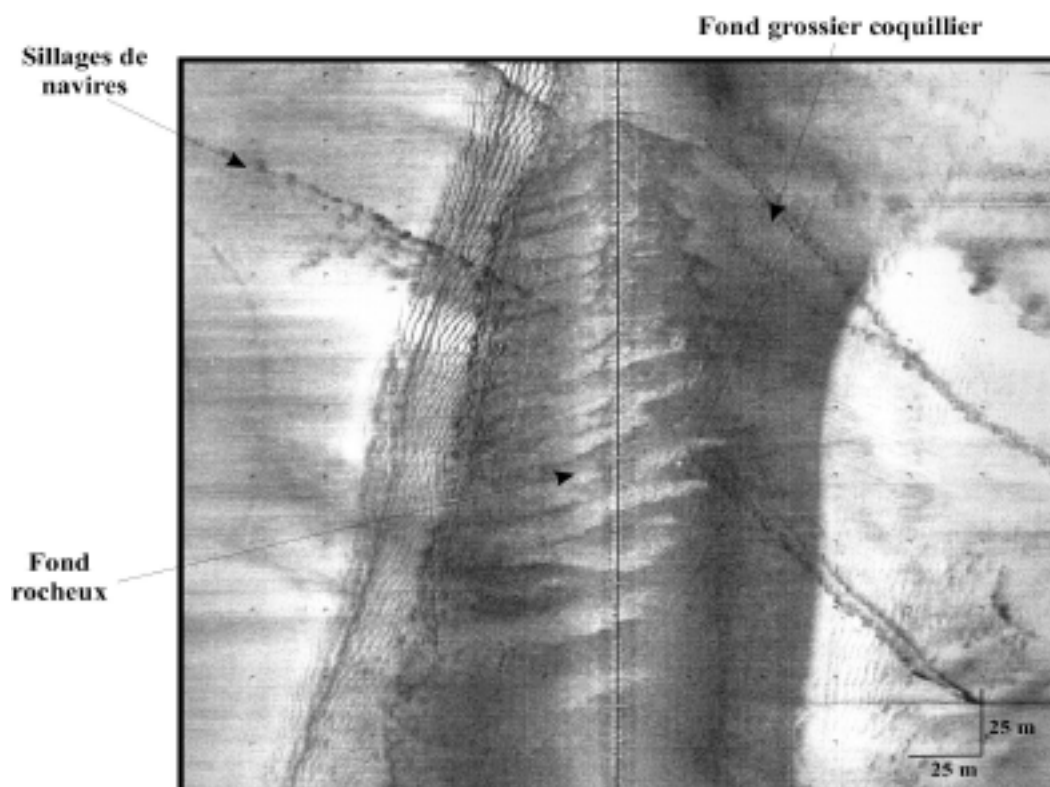 Fond grossier coquillier
Sillages de
navires
Fond
rocheux
25 m
25 m